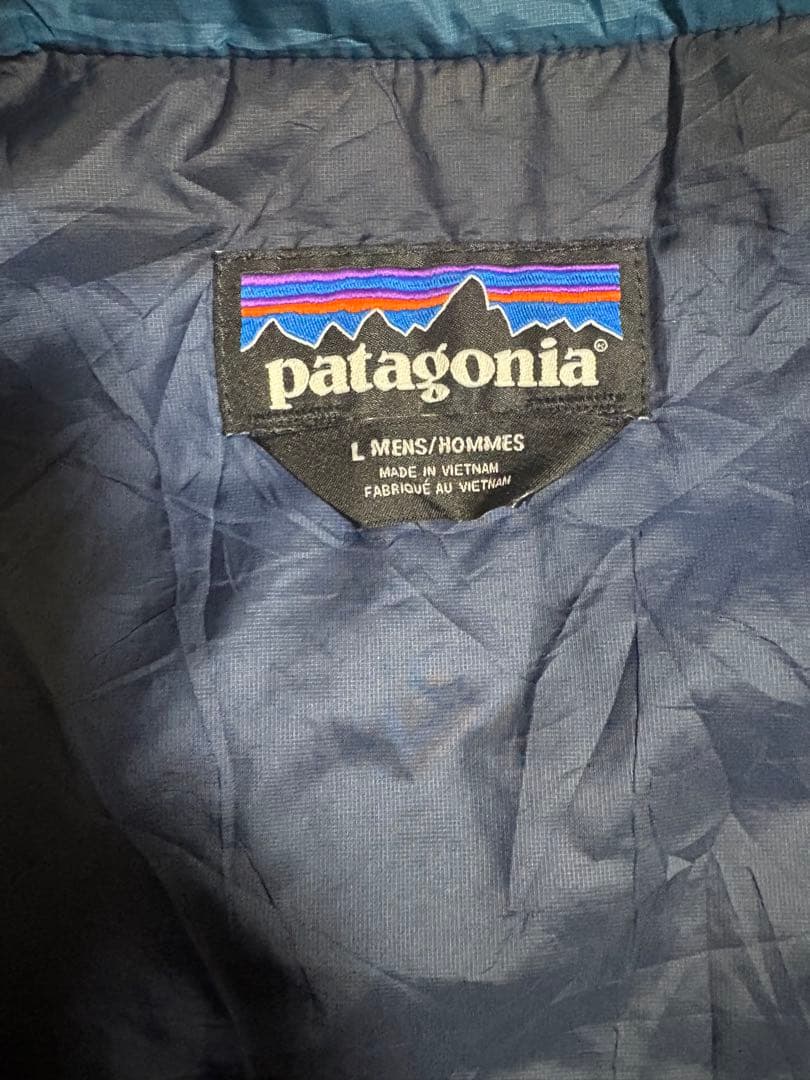 patagonia®
L MENS/HOMMES
MADE IN VIETNAM
FABRIQUÉ AU VIETNAM